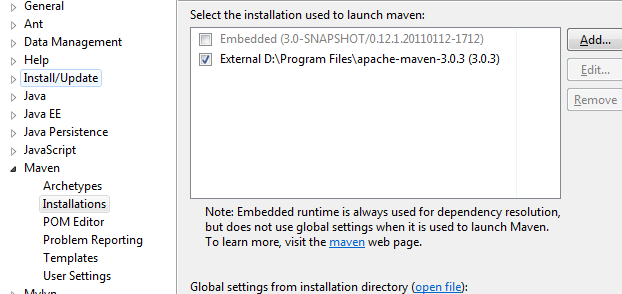 General
Ant
Data Management
Help
Install/Update
Java
Java EE
Java Persistence
JavaScript
Maven
Archetypes
Installations
POM Editor
Problem Reporting
Templates
User Settings
Mylyn
Select the installation used to launch maven:
Embedded (3.0-SNAPSHOT/0.12.1.20110112-1712)
External D:\Program Files\apache-maven-3.0.3 (3.0.3)
Add...
Edit...
Remove
Note: Embedded runtime is always used for dependency resolution,
but does not use global settings when it is used to launch Maven.
To learn more, visit the maven web page.
Global settings from installation directory (open file):